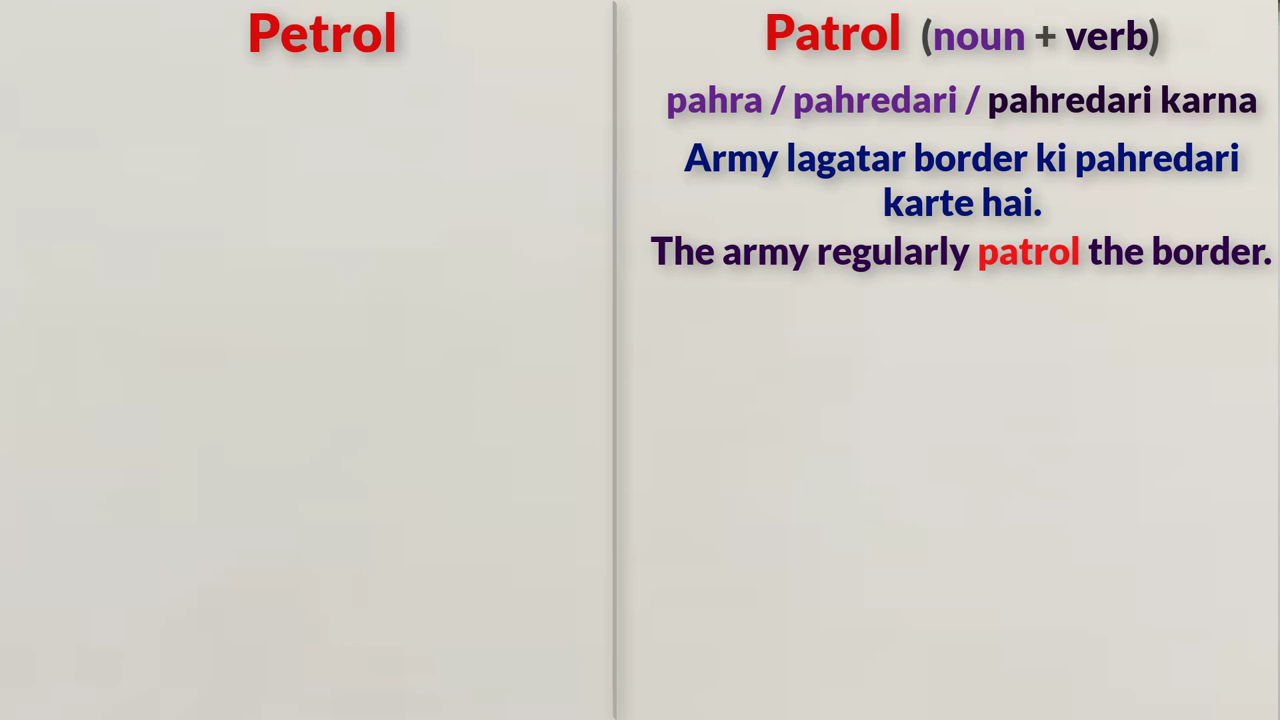 Petrol
Patrol (noun + verb)
pahra / pahredari / pahredari karna
Army lagatar border ki pahredari
karte hai.
The army regularly patrol the border.